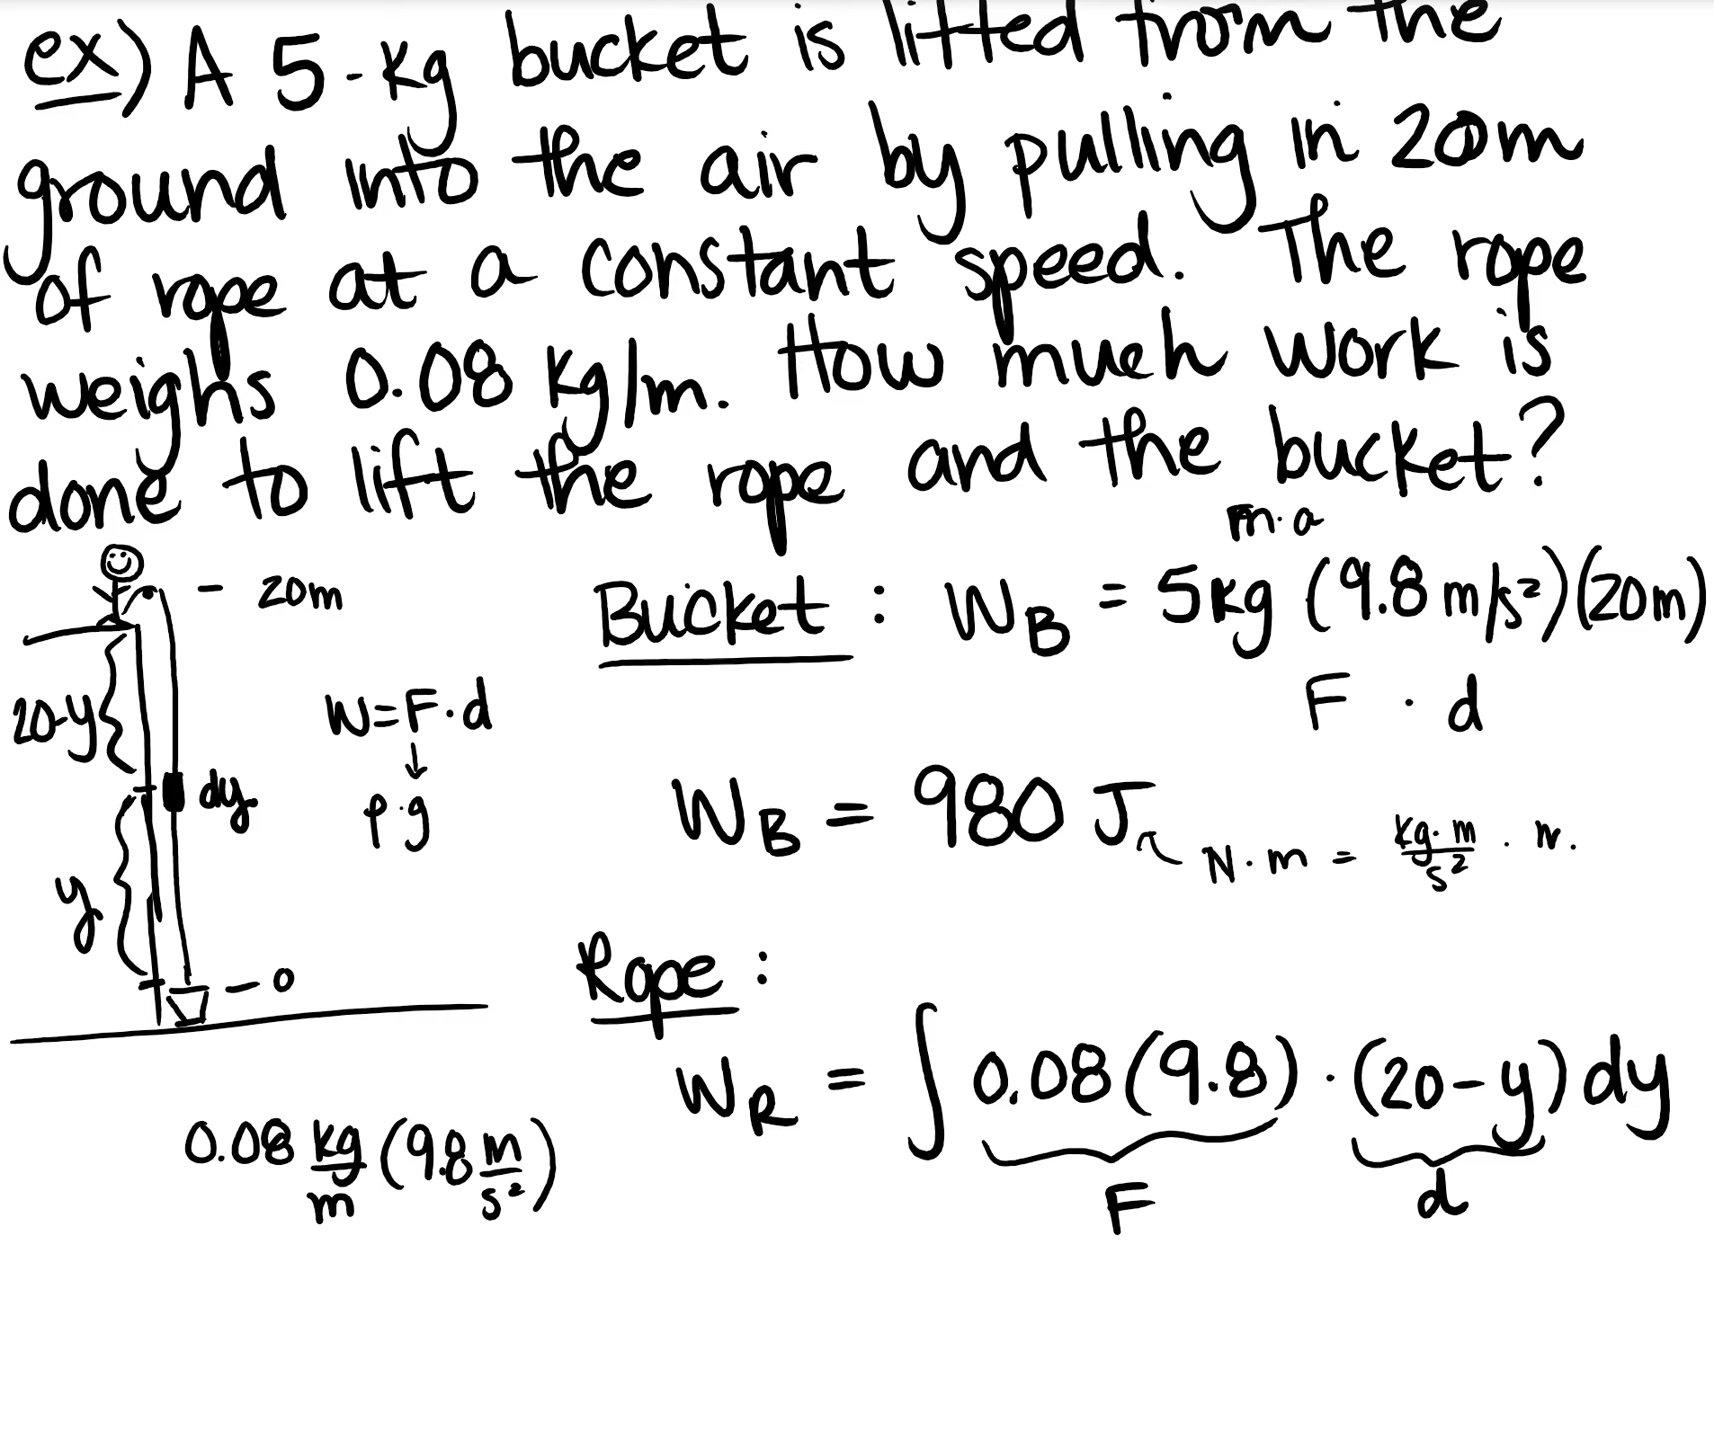 ex) A 5-kg bucket is lifted from the
ground into the air by pulling in 20m
of rope at a constant speed. The rope
weighs 0.08 kg/m. How much work is
done to lift the rope and the bucket?
m·a
- 20m
Bucket : W_B = 5kg (9.8 m/s²)(20m)
F · d
20-y
W=F·d
↓
ρ·g
dy
W_B = 980 J
N·m = kg·m/s² · m.
y
- 0
Rope :
W_R = ∫ 0.08(9.8) · (20-y) dy
F d
0.08 kg/m (9.8 m/s²)